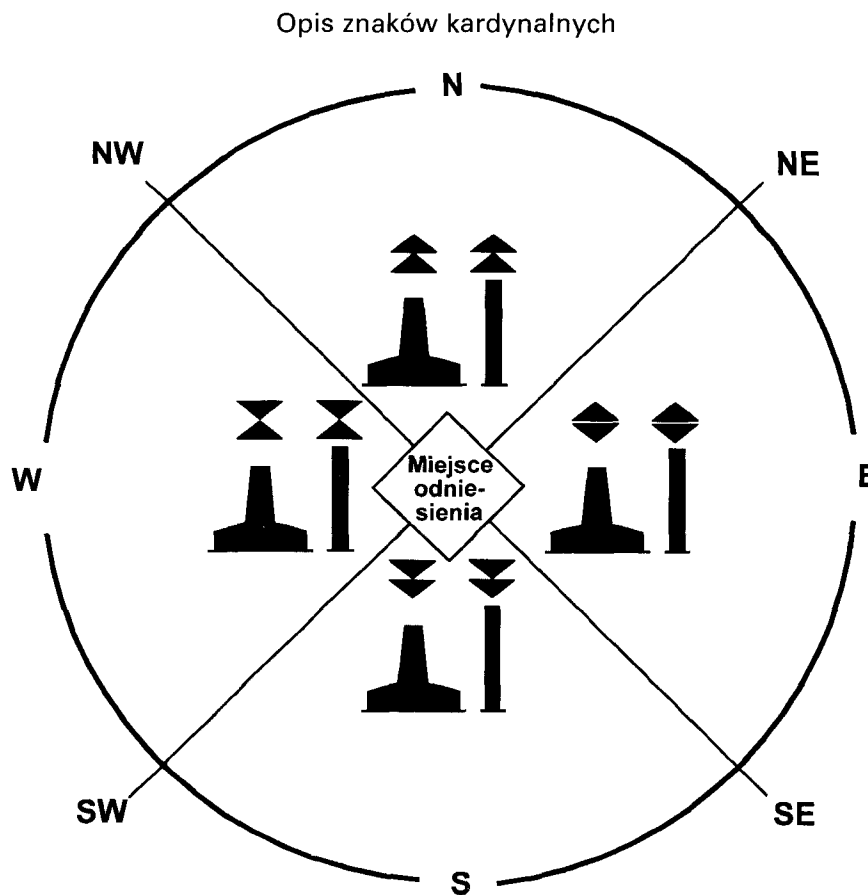 Opis znaków kardynalnych
N
NW
NE
W
Miejsce
odnie-
sienia
E
SW
SE
S